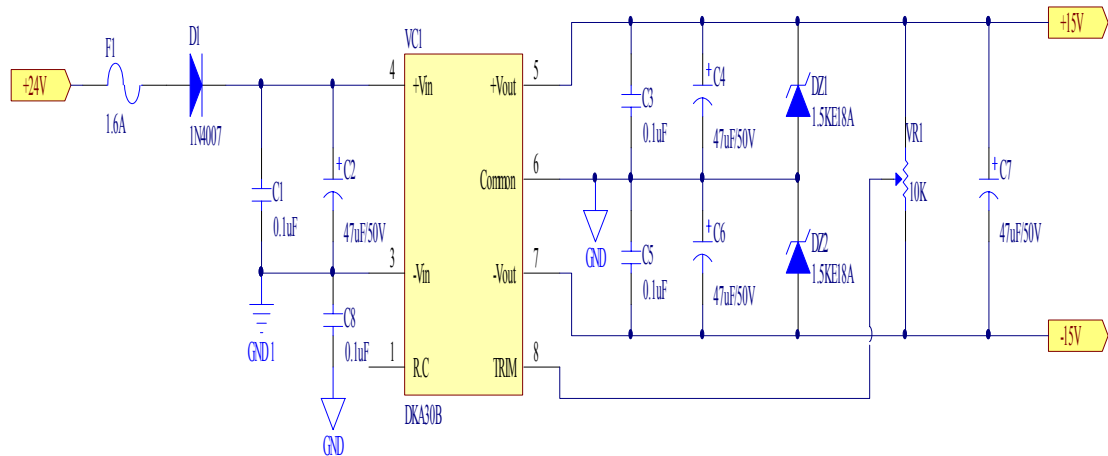 +24V
F1
1.6A
D1
1N4007
C1
0.1uF
+
C2
47uF/50V
GND 1
C8
0.1uF
GND
VC1
4
+Vin
3
-Vin
1
R.C
+Vout
5
Common
6
-Vout
7
TRIM
8
DKA30B
GND
C3
0.1uF
+
C4
47uF/50V
DZ1
1.5KE18A
C5
0.1uF
+
C6
47uF/50V
DZ2
1.5KE18A
VR1
10K
+
C7
47uF/50V
+15V
-15V